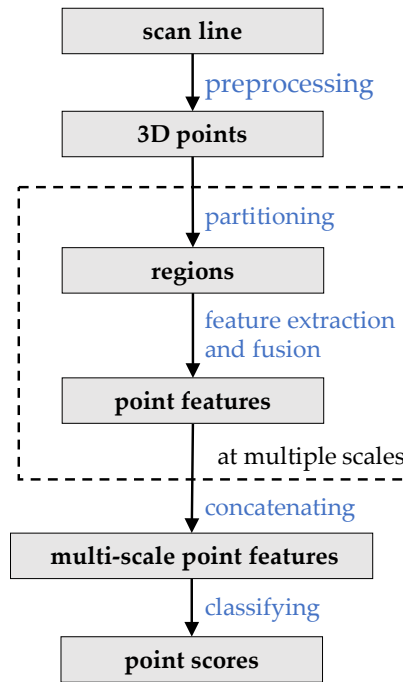 scan line
preprocessing
3D points
partitioning
regions
feature extraction
and fusion
point features
at multiple scales
concatenating
multi-scale point features
classifying
point scores